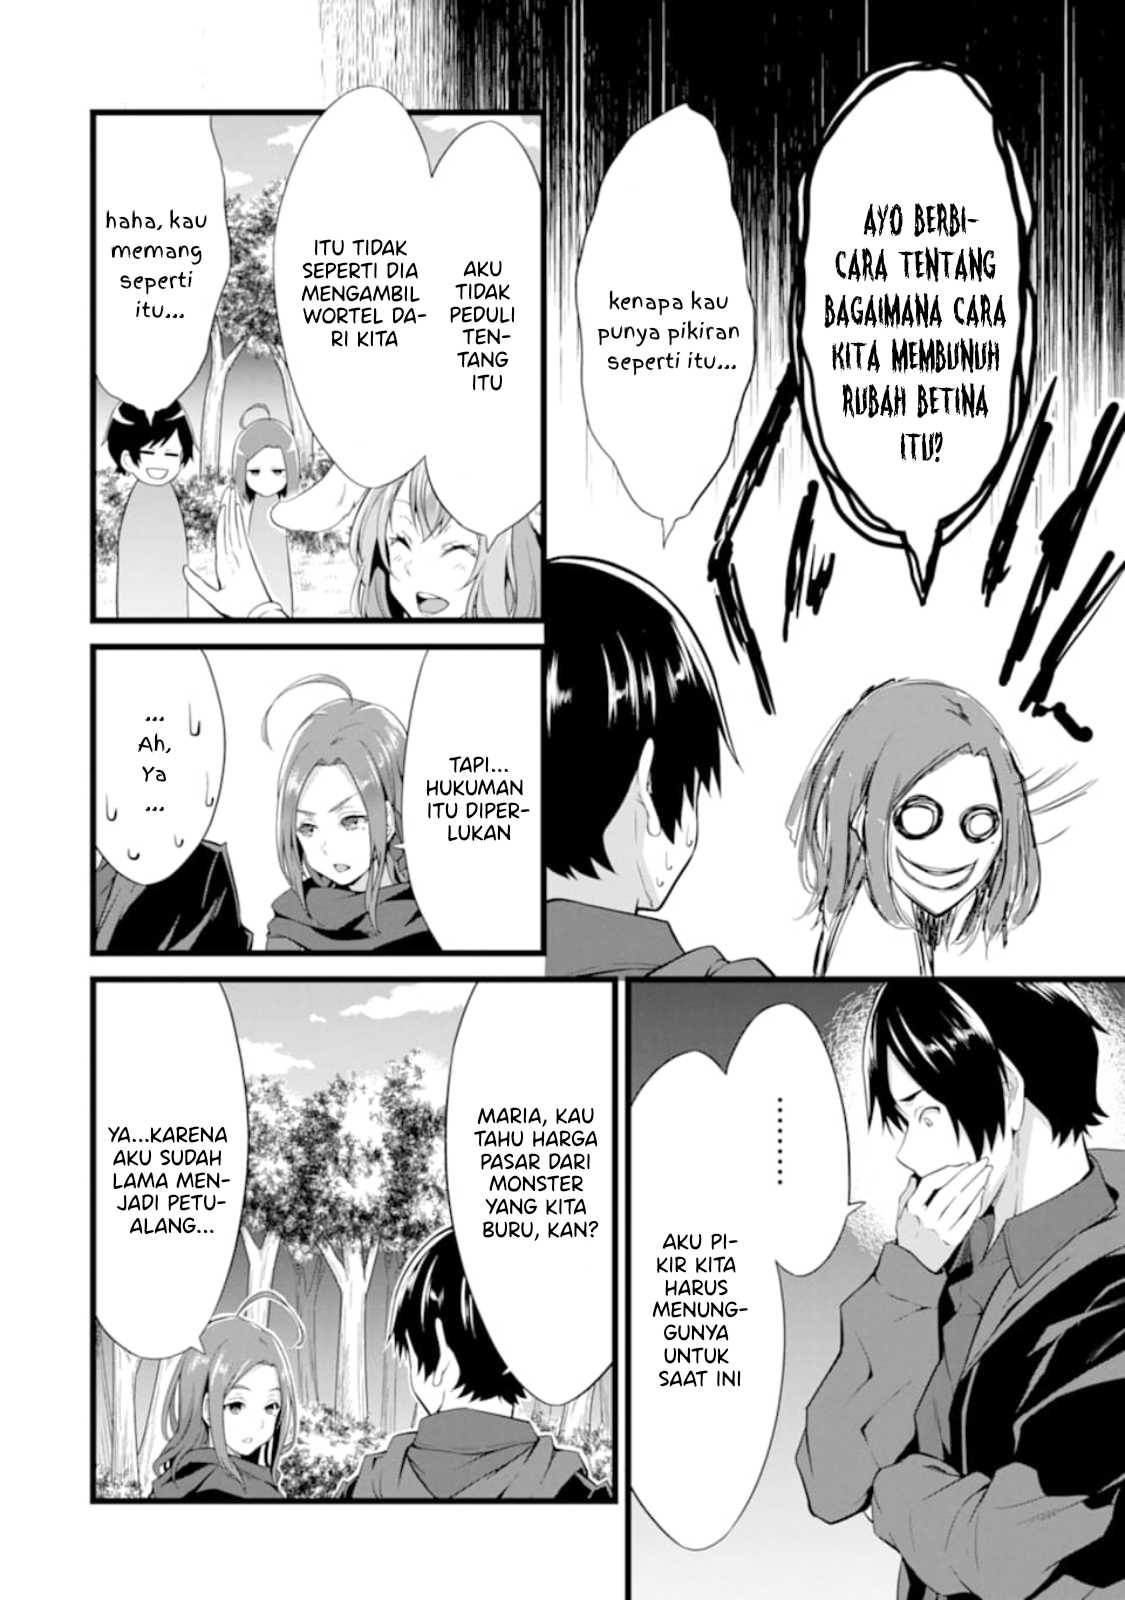 AYO BERBI-
CARA TENTANG
BAGAIMANA CARA
KITA MEMBUNUH
RUBAH BETINA
ITU?
kenapa kau
punya pikiran
seperti itu...
AKU
TIDAK
PEDULI
TEN-
TANG
ITU
ITU TIDAK
SEPERTI DIA
MENGAMBIL
WORTEL DA-
RI KITA
haha, kau
memang
seperti
itu...
TAPI...
HUKUMAN
ITU DIPER-
LUKAN
...
Ah,
Ya
...
.........
AKU PI-
KIR KITA
HARUS
MENUNG-
GUNYA
UNTUK
SAAT INI
MARIA, KAU
TAHU HARGA
PASAR DARI
MONSTER
YANG KITA
BURU, KAN?
YA...KARENA
AKU SUDAH
LAMA MEN-
JADI PETU-
ALANG...